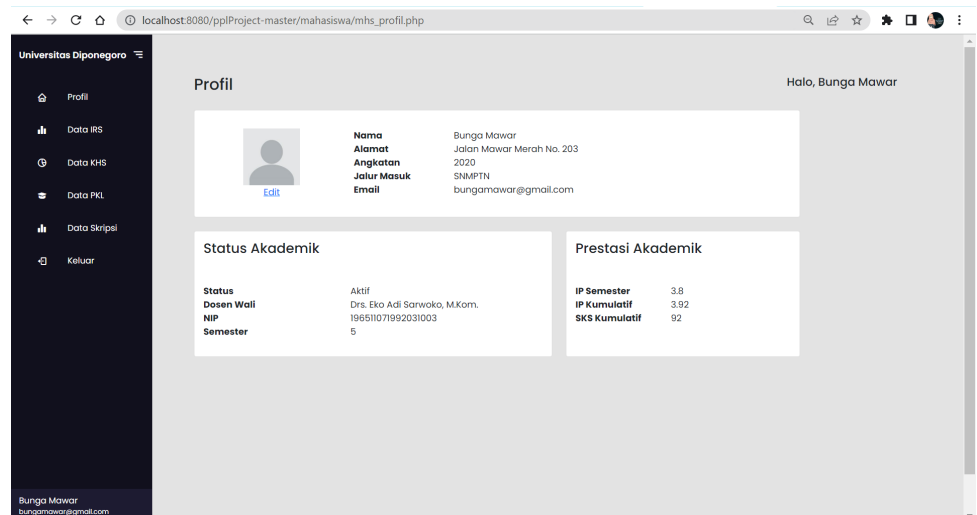 localhost:8080/pplProject-master/mahasiswa/mhs_profil.php
Universitas Diponegoro
Profil
Data IRS
Data KHS
Data PKL
Data Skripsi
Keluar
Bunga Mawar
bungamawar@gmail.com
Profil
Halo, Bunga Mawar
Edit
Nama Bunga Mawar
Alamat Jalan Mawar Merah No. 203
Angkatan 2020
Jalur Masuk SNMPTN
Email bungamawar@gmail.com
Status Akademik
Status Aktif
Dosen Wali Drs. Eko Adi Sarwoko, M.Kom.
NIP 196511071992031003
Semester 5
Prestasi Akademik
IP Semester 3.8
IP Kumulatif 3.92
SKS Kumulatif 92